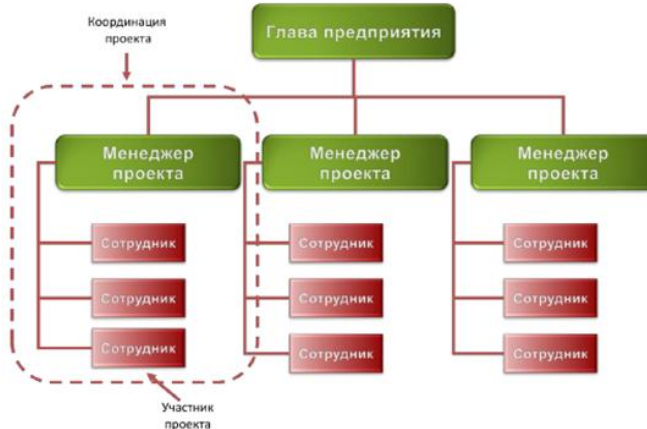 Координация
проекта
Глава предприятия
Менеджер
проекта
Менеджер
проекта
Менеджер
проекта
Сотрудник
Сотрудник
Сотрудник
Сотрудник
Сотрудник
Сотрудник
Сотрудник
Сотрудник
Сотрудник
Участник
проекта